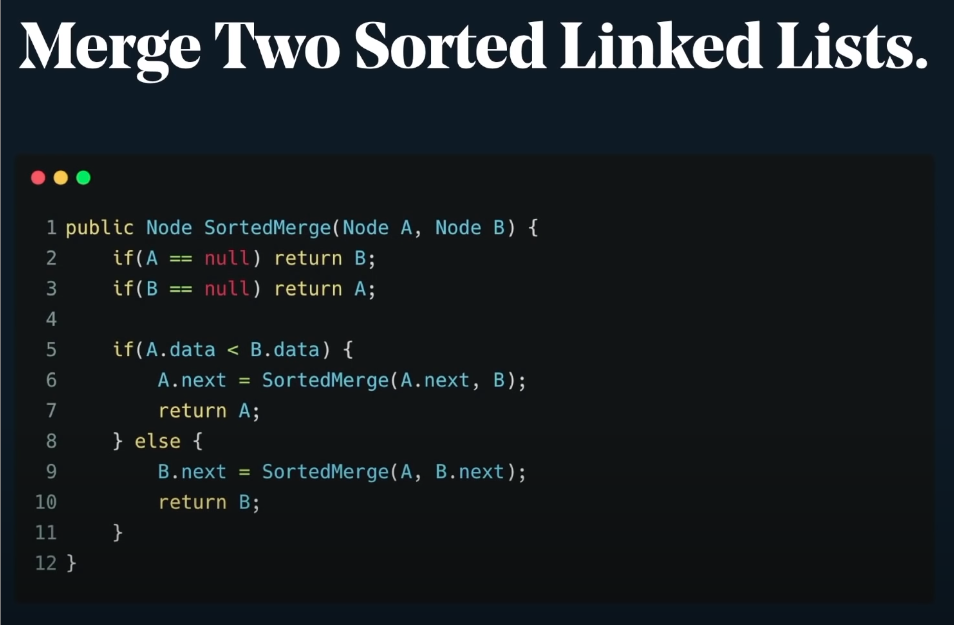 Merge Two Sorted Linked Lists.
1 public Node SortedMerge(Node A, Node B) {
2     if(A == null) return B;
3     if(B == null) return A;
4
5     if(A.data < B.data) {
6         A.next = SortedMerge(A.next, B);
7         return A;
8     } else {
9         B.next = SortedMerge(A, B.next);
10         return B;
11     }
12 }